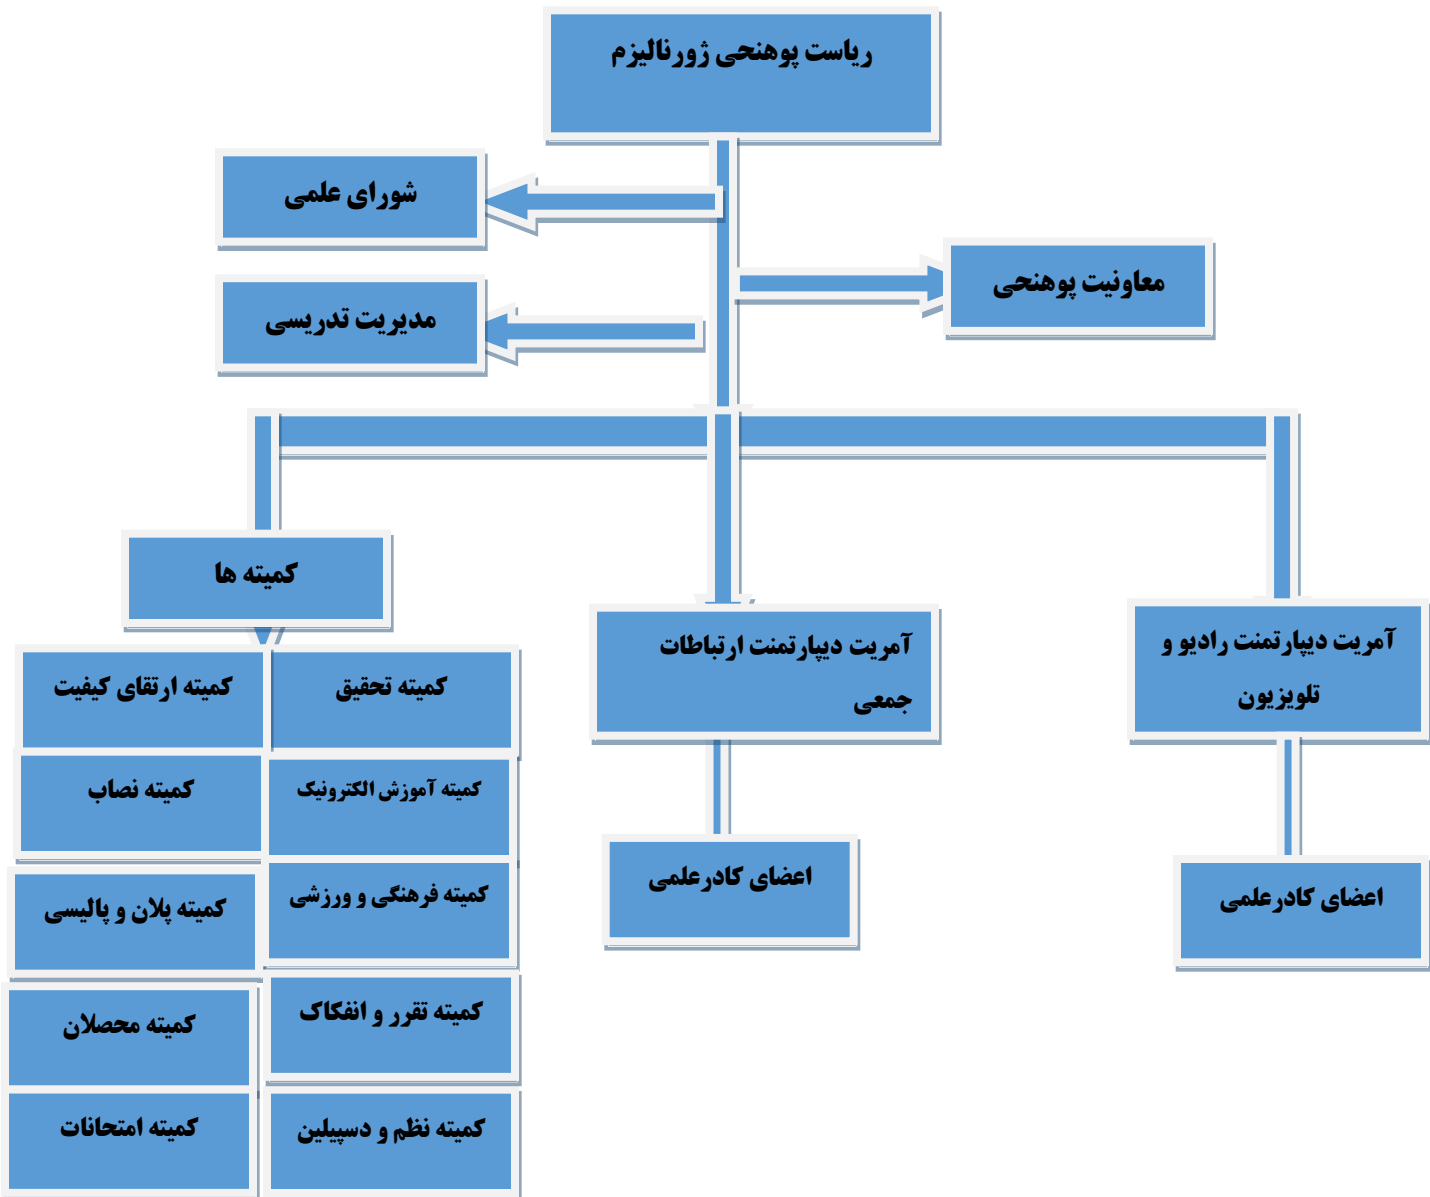 ریاست پوهنحی ژورنالیزم
شورای علمی
معاونیت پوهنحی
مدیریت تدریسی
کمیته ها
آمریت دیپارتمنت ارتباطات
جمعی
آمریت دیپارتمنت رادیو و
تلویزیون
کمیته تحقیق
کمیته ارتقای کیفیت
کمیته آموزش الکترونیک
کمیته نصاب
کمیته فرهنگی و ورزشی
کمیته پلان و پالیسی
کمیته تقرر و انفکاک
کمیته محصلان
کمیته نظم و دسپیلین
کمیته امتحانات
اعضای کادرعلمی
اعضای کادرعلمی